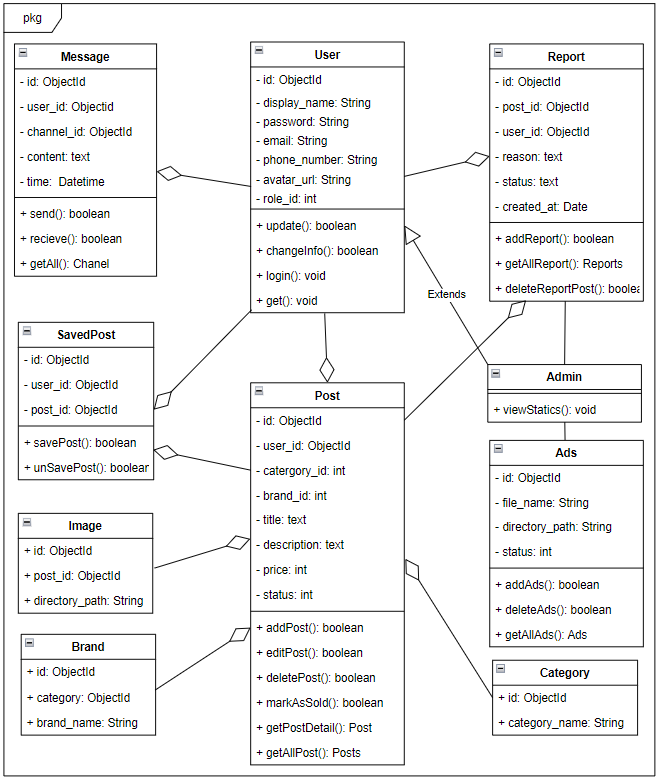 pkg
Message
- id: ObjectId
- user_id: Objectid
- channel_id: ObjectId
- content: text
- time: Datetime
+ send(): boolean
+ recieve(): boolean
+ getAll(): Chanel
User
- id: ObjectId
- display_name: String
- password: String
- email: String
- phone_number: String
- avatar_url: String
- role_id: int
+ update(): boolean
+ changeInfo(): boolean
+ login(): void
+ get(): void
Report
- id: ObjectId
- post_id: ObjectId
- user_id: ObjectId
- reason: text
- status: text
- created_at: Date
+ addReport(): boolean
+ getAllReport(): Reports
+ deleteReportPost(): boolea
Extends
SavedPost
- id: ObjectId
- user_id: ObjectId
- post_id: ObjectId
+ savePost(): boolean
+ unSavePost(): boolean
Post
- id: ObjectId
- user_id: ObjectId
- catergory_id: int
- brand_id: int
- title: text
- description: text
- price: int
- status: int
+ addPost(): boolean
+ editPost(): boolean
+ deletePost(): boolean
+ markAsSold(): boolean
+ getPostDetail(): Post
+ getAllPost(): Posts
Admin
+ viewStatics(): void
Ads
- id: ObjectId
- file_name: String
- directory_path: String
- status: int
+ addAds(): boolean
+ deleteAds(): boolean
+ getAllAds(): Ads
Image
+ id: ObjectId
+ post_id: ObjectId
+ directory_path: String
Brand
+ id: ObjectId
+ category: ObjectId
+ brand_name: String
Category
+ id: ObjectId
+ category_name: String